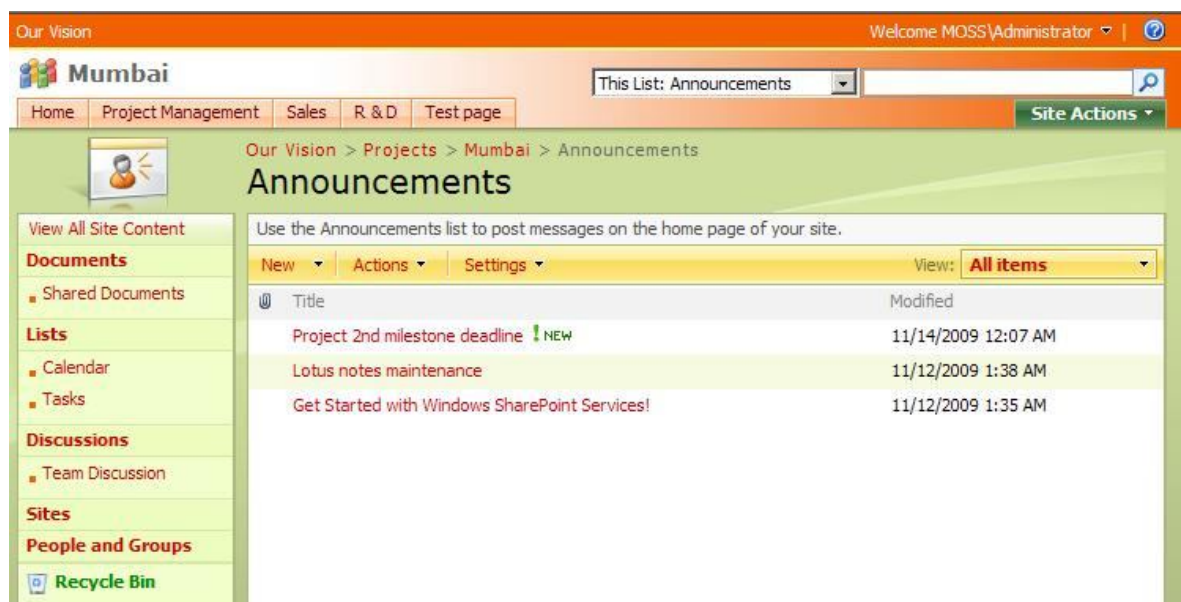 Our Vision
Welcome MOSS\Administrator
Mumbai
This List: Announcements
Home Project Management Sales R & D Test page
Site Actions
Our Vision > Projects > Mumbai > Announcements
Announcements
View All Site Content
Documents
Shared Documents
Lists
Calendar
Tasks
Discussions
Team Discussion
Sites
People and Groups
Recycle Bin
Use the Announcements list to post messages on the home page of your site.
New Actions Settings View: All items
Title Modified
Project 2nd milestone deadline ! NEW 11/14/2009 12:07 AM
Lotus notes maintenance 11/12/2009 1:38 AM
Get Started with Windows SharePoint Services! 11/12/2009 1:35 AM